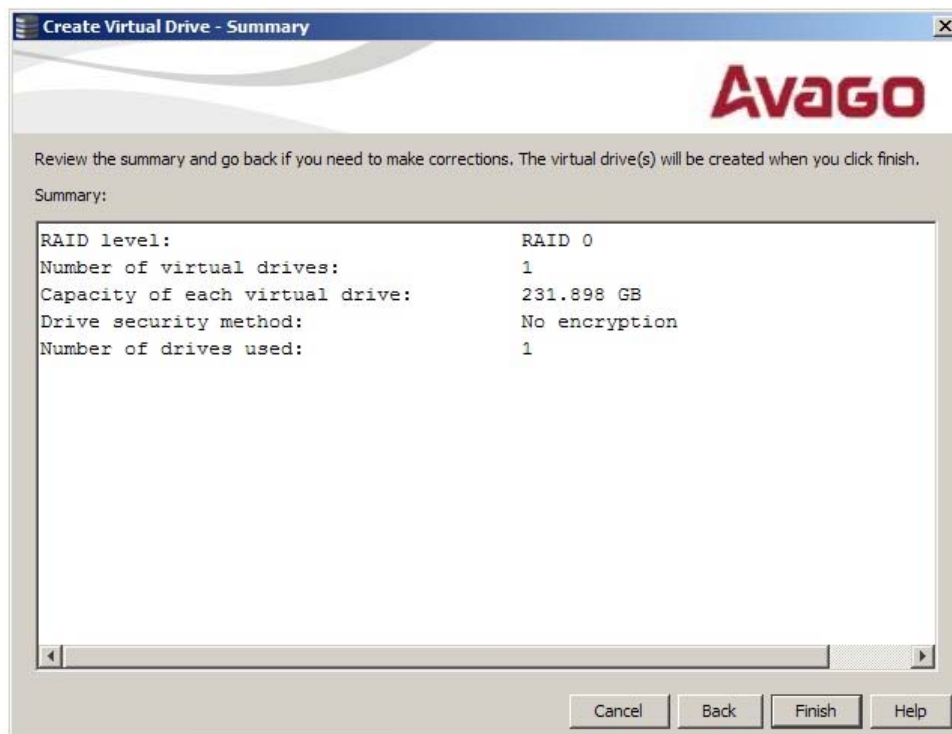 Create Virtual Drive - Summary
AVAGO
Review the summary and go back if you need to make corrections. The virtual drive(s) will be created when you click finish.
Summary:
RAID level: RAID 0
Number of virtual drives: 1
Capacity of each virtual drive: 231.898 GB
Drive security method: No encryption
Number of drives used: 1
Cancel Back Finish Help